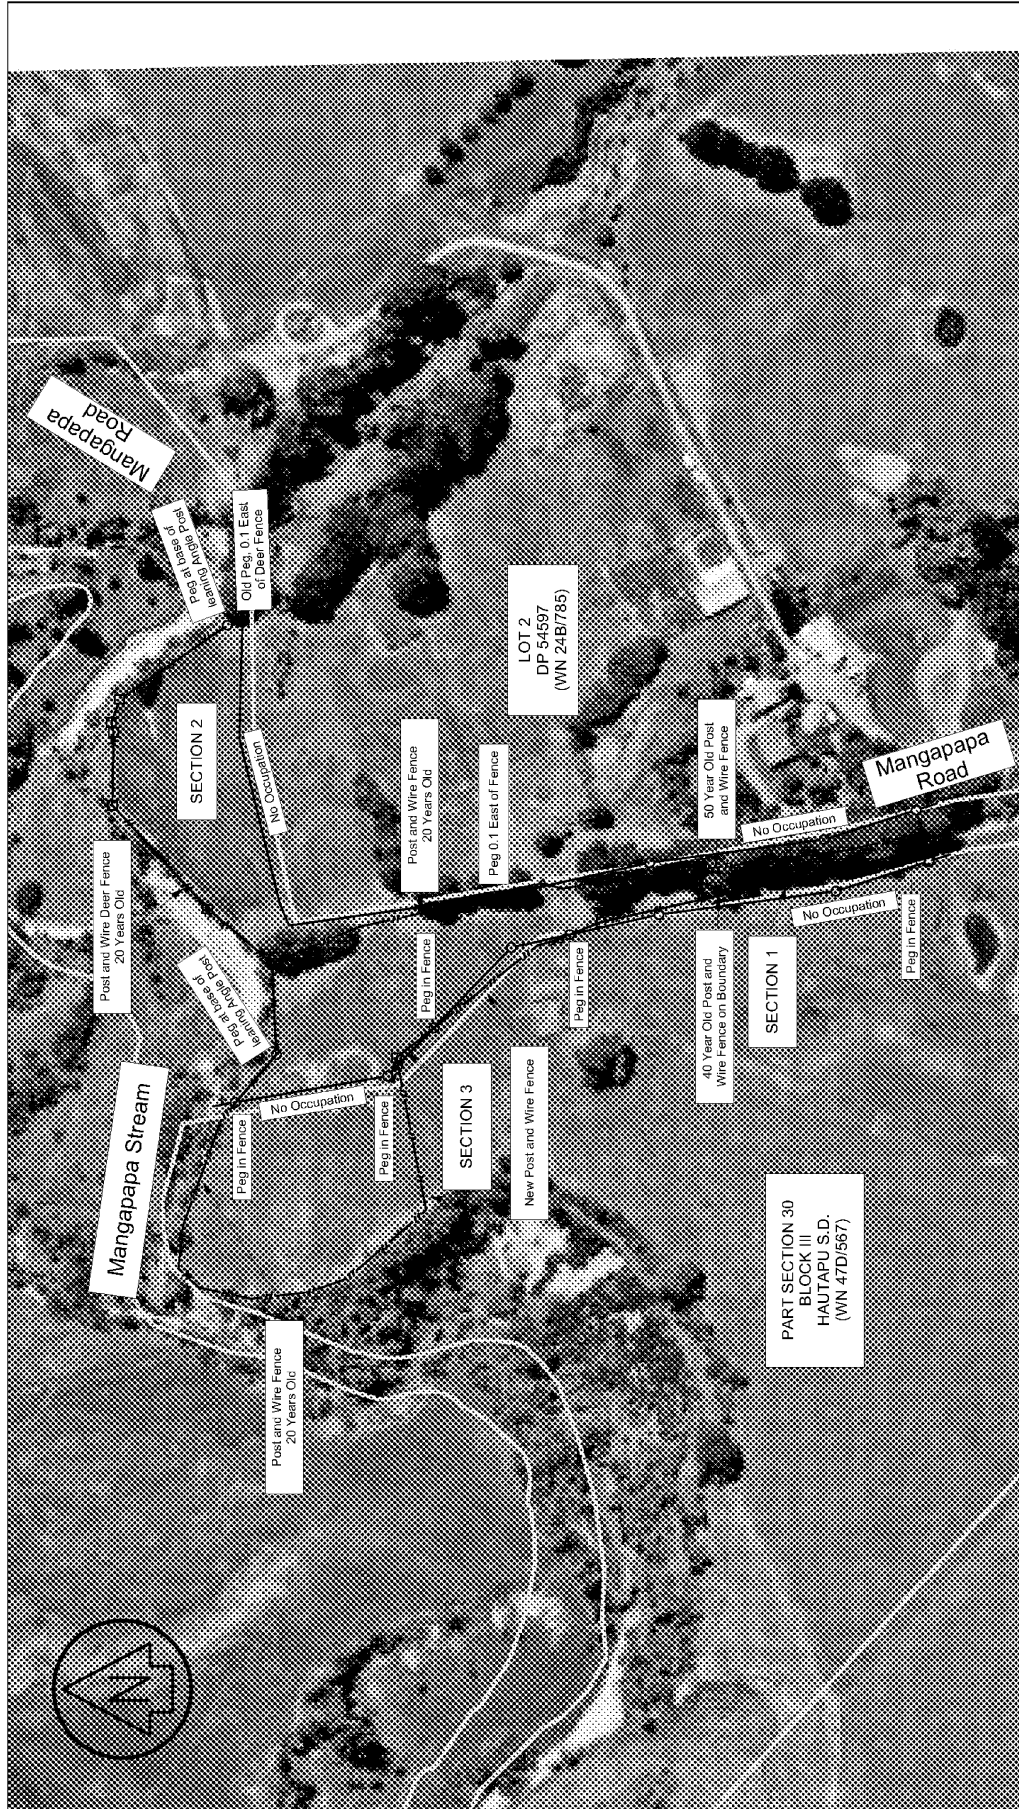 Mangapapa
Road
Peg at base of
leaning Angle Post
Old Peg, 0.1 East
of Deer Fence
SECTION 2
No Occupation
LOT 2
DP 54597
(WN 24B/785)
Post and Wire Fence
20 Years Old
Peg 0.1 East of Fence
50 Year Old Post
and Wire Fence
No Occupation
Mangapapa
Road
Post and Wire Deer Fence
20 Years Old
Peg at base of
leaning Angle Post
Peg in Fence
Peg in Fence
40 Year Old Post and
Wire Fence on Boundary
SECTION 1
No Occupation
Peg in Fence
Mangapapa Stream
No Occupation
Peg in Fence
Peg in Fence
SECTION 3
New Post and Wire Fence
PART SECTION 30
BLOCK III
HAUTAPU S.D.
(WN 47D/567)
Post and Wire Fence
20 Years Old
N